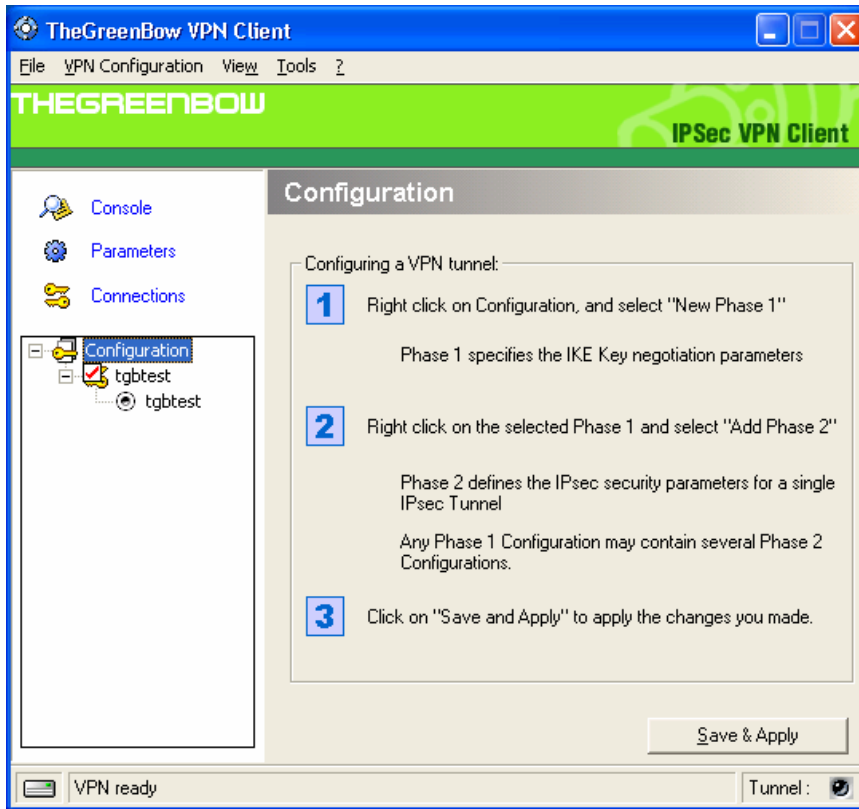 TheGreenBow VPN Client
File VPN Configuration View Tools ?
THEGREENBOW
IPSec VPN Client
Console
Parameters
Connections
Configuration
tgbtest
tgbtest
Configuration
Configuring a VPN tunnel:
1 Right click on Configuration, and select "New Phase 1"
Phase 1 specifies the IKE Key negotiation parameters
2 Right click on the selected Phase 1 and select "Add Phase 2"
Phase 2 defines the IPsec security parameters for a single
IPsec Tunnel
Any Phase 1 Configuration may contain several Phase 2
Configurations.
3 Click on "Save and Apply" to apply the changes you made.
Save & Apply
VPN ready
Tunnel :